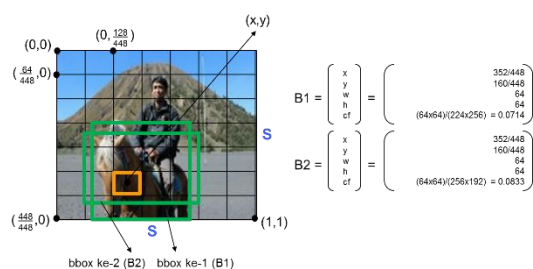 (x,y)
(0,0)
(0, 128/448)
(64/448,0)
S
(448/448,0)
S
(1,1)
bbox ke-2 (B2)
bbox ke-1 (B1)
B1 =
x
y
w
h
cf
=
352/448
160/448
64
64
(64x64)/(224x256) = 0.0714
B2 =
x
y
w
h
cf
=
352/448
160/448
64
64
(64x64)/(256x192) = 0.0833